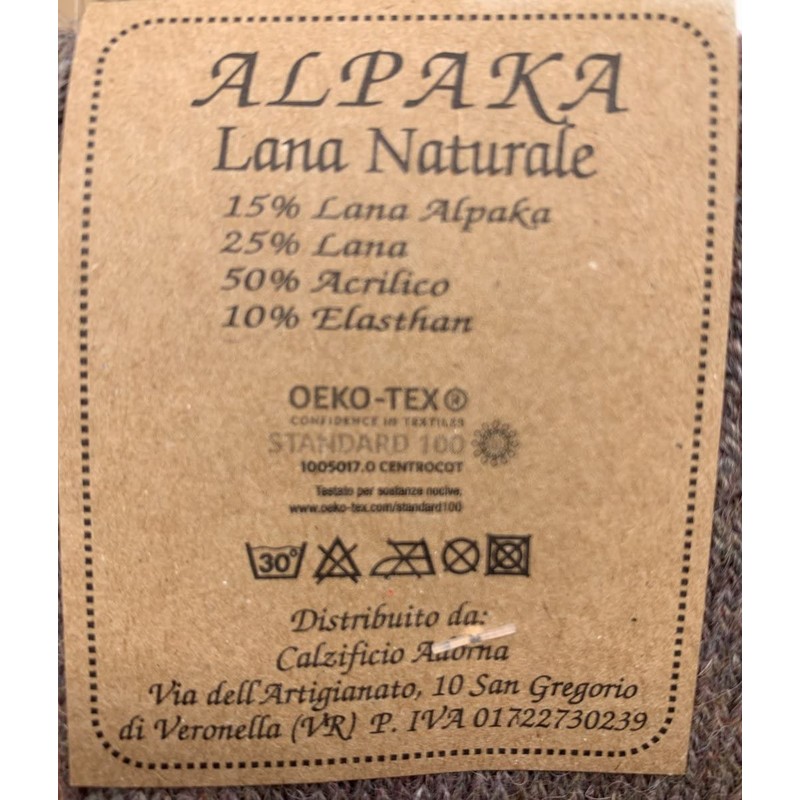 ALPAKA
Lana Naturale
15% Lana Alpaka
25% Lana
50% Acrilico
10% Elasthan
OEKO-TEX®
CONFIDENCE IN TEXTILES
STANDARD 100
1005017.0 CENTROCOT
Testato per sostanze nocive.
www.oeko-tex.com/standard100
30°
Distribuito da:
Calzificio Adorna
Via dell'Artigianato, 10 San Gregorio
di Veronella (VR) P. IVA 01722730239